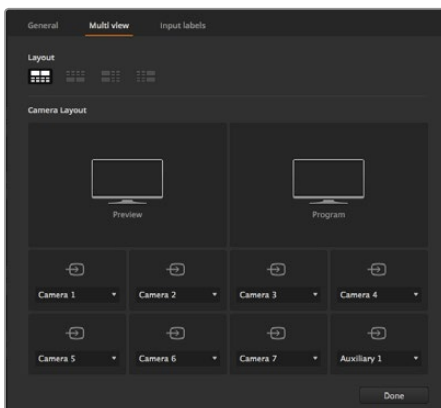 General Multi view Input labels
Layout
Camera Layout
Preview Program
Camera 1 Camera 2 Camera 3 Camera 4
Camera 5 Camera 6 Camera 7 Auxiliary 1
Done